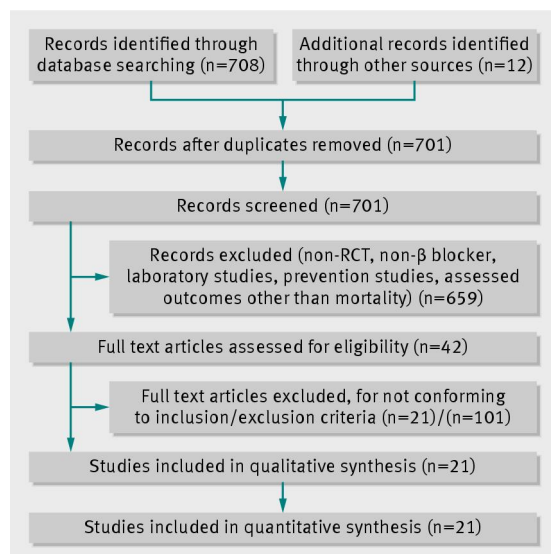 Records identified through
database searching (n=708)
Additional records identified
through other sources (n=12)
Records after duplicates removed (n=701)
Records screened (n=701)
Records excluded (non-RCT, non-β blocker,
laboratory studies, prevention studies, assessed
outcomes other than mortality) (n=659)
Full text articles assessed for eligibility (n=42)
Full text articles excluded, for not conforming
to inclusion/exclusion criteria (n=21)/(n=101)
Studies included in qualitative synthesis (n=21)
Studies included in quantitative synthesis (n=21)